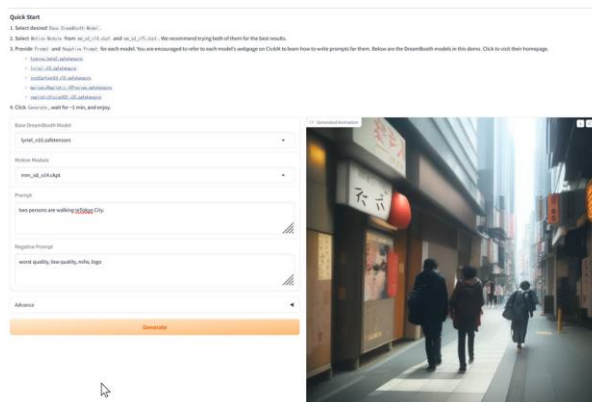 Quick Start
1. Select desired Base DreamBooth Model.
2. Select Motion Module from mm_sd_v14.ckpt and mm_sd_v15.ckpt. We recommend trying both of them for the best results.
3. Provide Prompt and Negative Prompt for each model. You are encouraged to refer to each model's webpage on CivitAI to learn how to write prompts for them. Below are the DreamBooth models in this demo. Click to visit their homepage.
4. Click Generate, wait for ~1 min, and enjoy.
Base DreamBooth Model
lyriel_v16.safetensors
Motion Module
mm_sd_v14.ckpt
Prompt
two persons are walking inTokyo City.
Negative Prompt
worst quality, low quality, nsfw, logo
Advance
Generate
Generated Animation